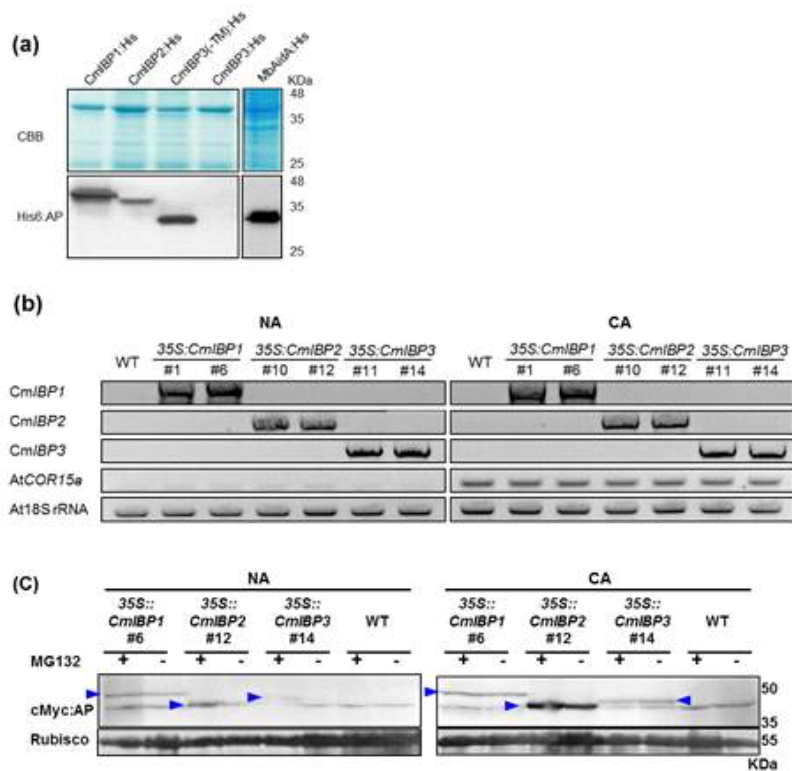 (a)
CmIBP1:His CmIBP2:His CmIBP3(-TM):His CmIBP3:His MbAidA:His
KDa
48
CBB 35
25
48
His6:AP 35
25
(b)
NA CA
WT 35S:CmIBP1 35S:CmIBP2 35S:CmIBP3 WT 35S:CmIBP1 35S:CmIBP2 35S:CmIBP3
#1 #6 #10 #12 #11 #14 #1 #6 #10 #12 #11 #14
CmIBP1
CmIBP2
CmIBP3
AtCOR15a
At18S rRNA
(C)
NA CA
35S:: 35S:: 35S:: 35S:: 35S:: 35S::
CmIBP1 CmIBP2 CmIBP3 WT CmIBP1 CmIBP2 CmIBP3 WT
#6 #12 #14 #6 #12 #14
MG132 + - + - + - + - + - + - + - + -
50
cMyc:AP
35
Rubisco 55
KDa